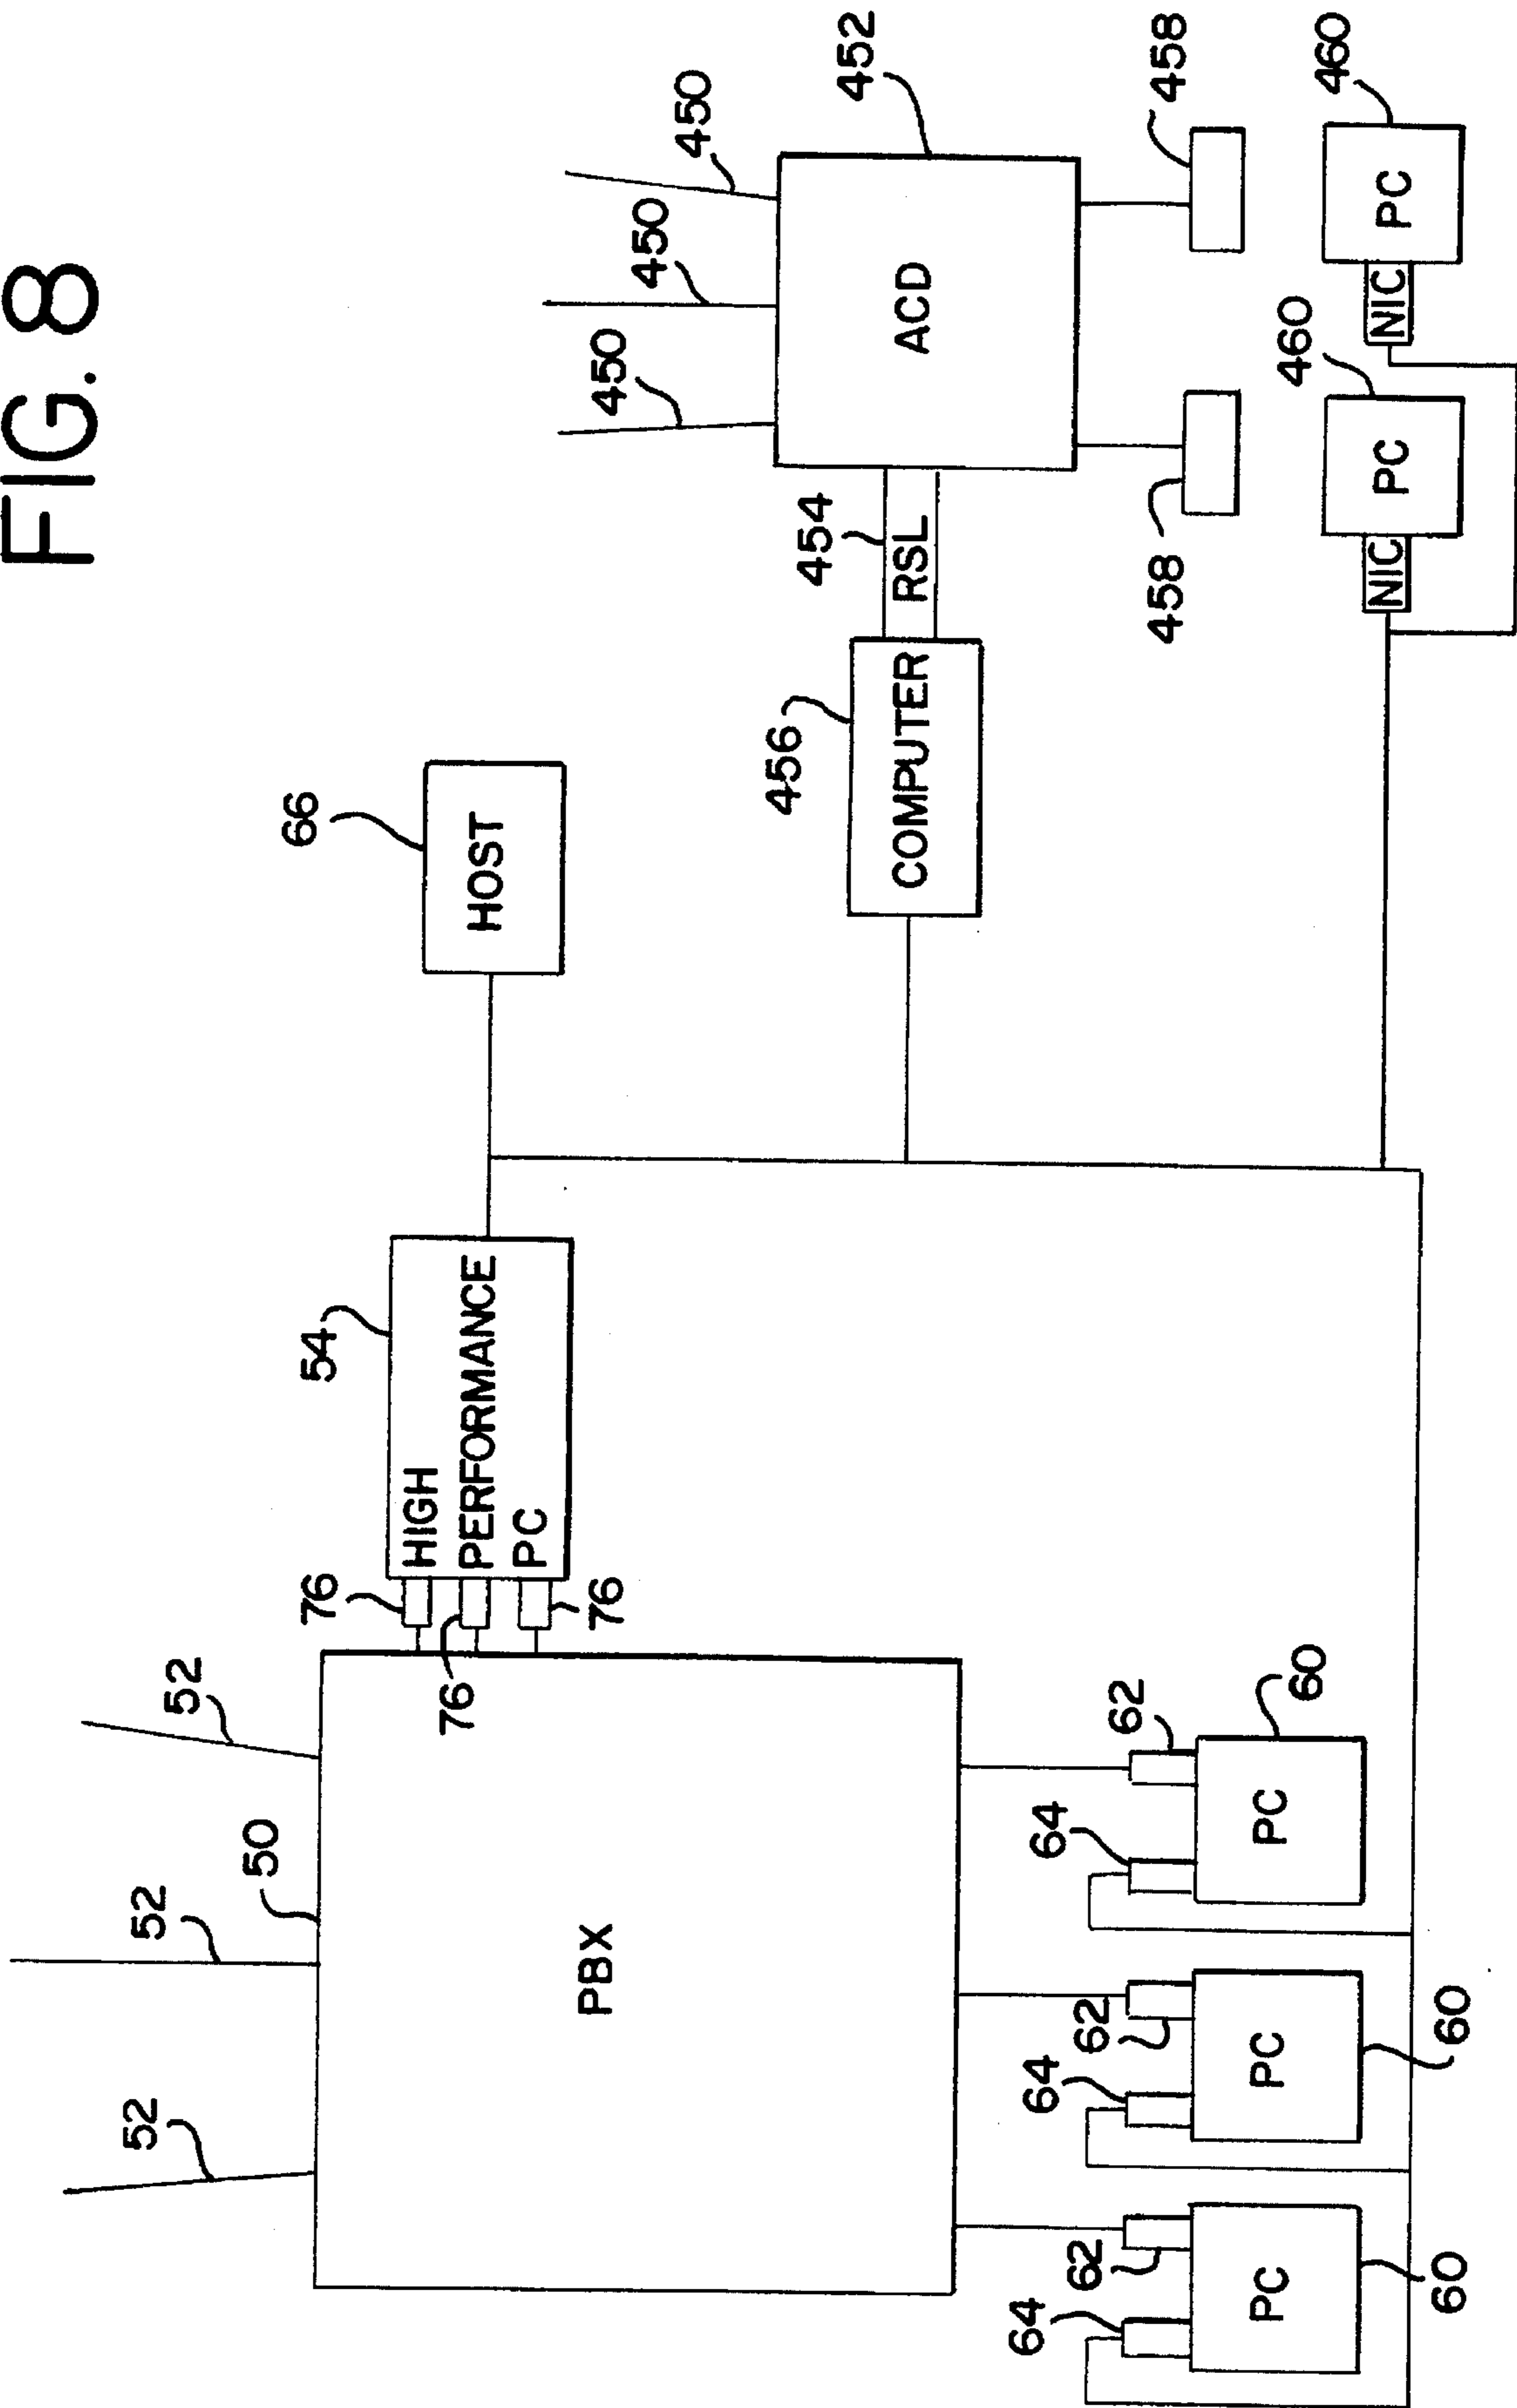 FIG. 8
52
52
50
52
PBX
76
76
76
54
HIGH
PERFORMANCE
PC
66
HOST
450
450
450
452
ACD
454
RSL
456
COMPUTER
458
458
460
460
NIC
PC
NIC
PC
64
62
PC
60
64
62
PC
60
64
62
PC
60